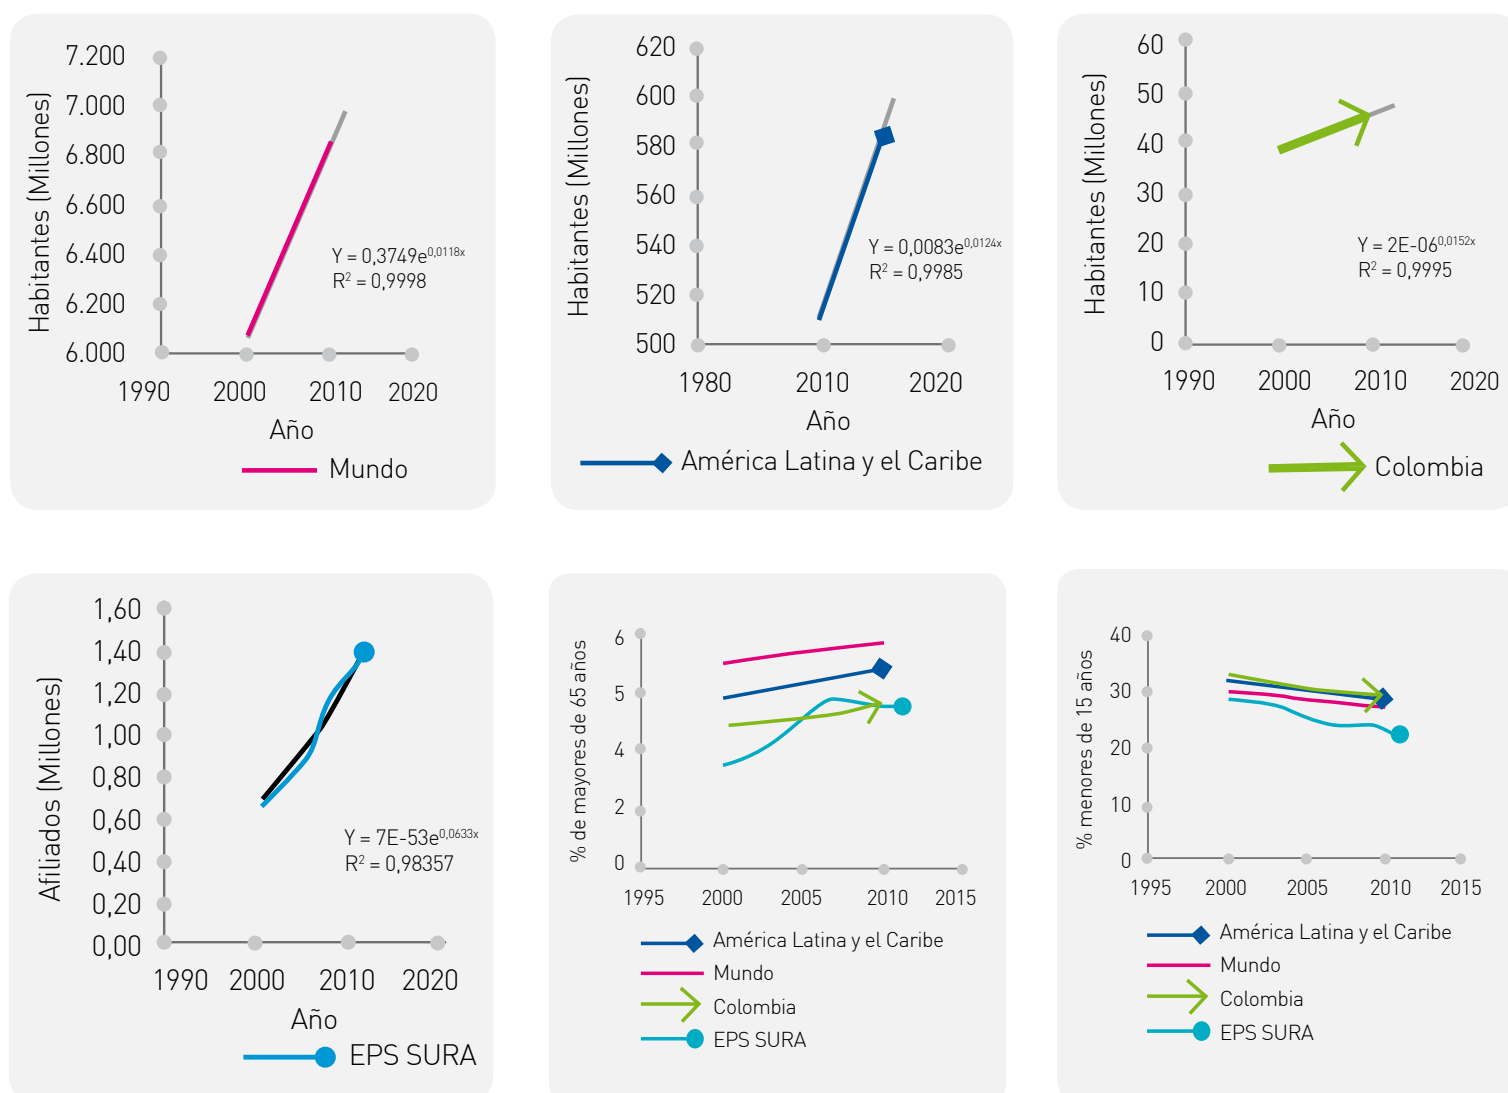 7.200
7.000
6.800
6.600
6.400
6.200
6.000
Habitantes (Millones)
Y = 0,3749e0,0118x
R2 = 0,9998
1990 2000 2010 2020
Año
Mundo
620
600
580
560
540
520
500
Habitantes (Millones)
Y = 0,0083e0,0124x
R2 = 0,9985
1980 2010 2020
Año
América Latina y el Caribe
60
50
40
30
20
10
0
Habitantes (Millones)
Y = 2E-060,0152x
R2 = 0,9995
1990 2000 2010 2020
Año
Colombia
1,60
1,40
1,20
1,00
0,80
0,60
0,40
0,20
0,00
Afiliados (Millones)
Y = 7E-53e0,0633x
R2 = 0,98357
1990 2000 2010 2020
Año
EPS SURA
6
5
4
2
0
% de mayores de 65 años
1995 2000 2005 2010 2015
América Latina y el Caribe
Mundo
Colombia
EPS SURA
40
30
20
10
0
% menores de 15 años
1995 2000 2005 2010 2015
América Latina y el Caribe
Mundo
Colombia
EPS SURA